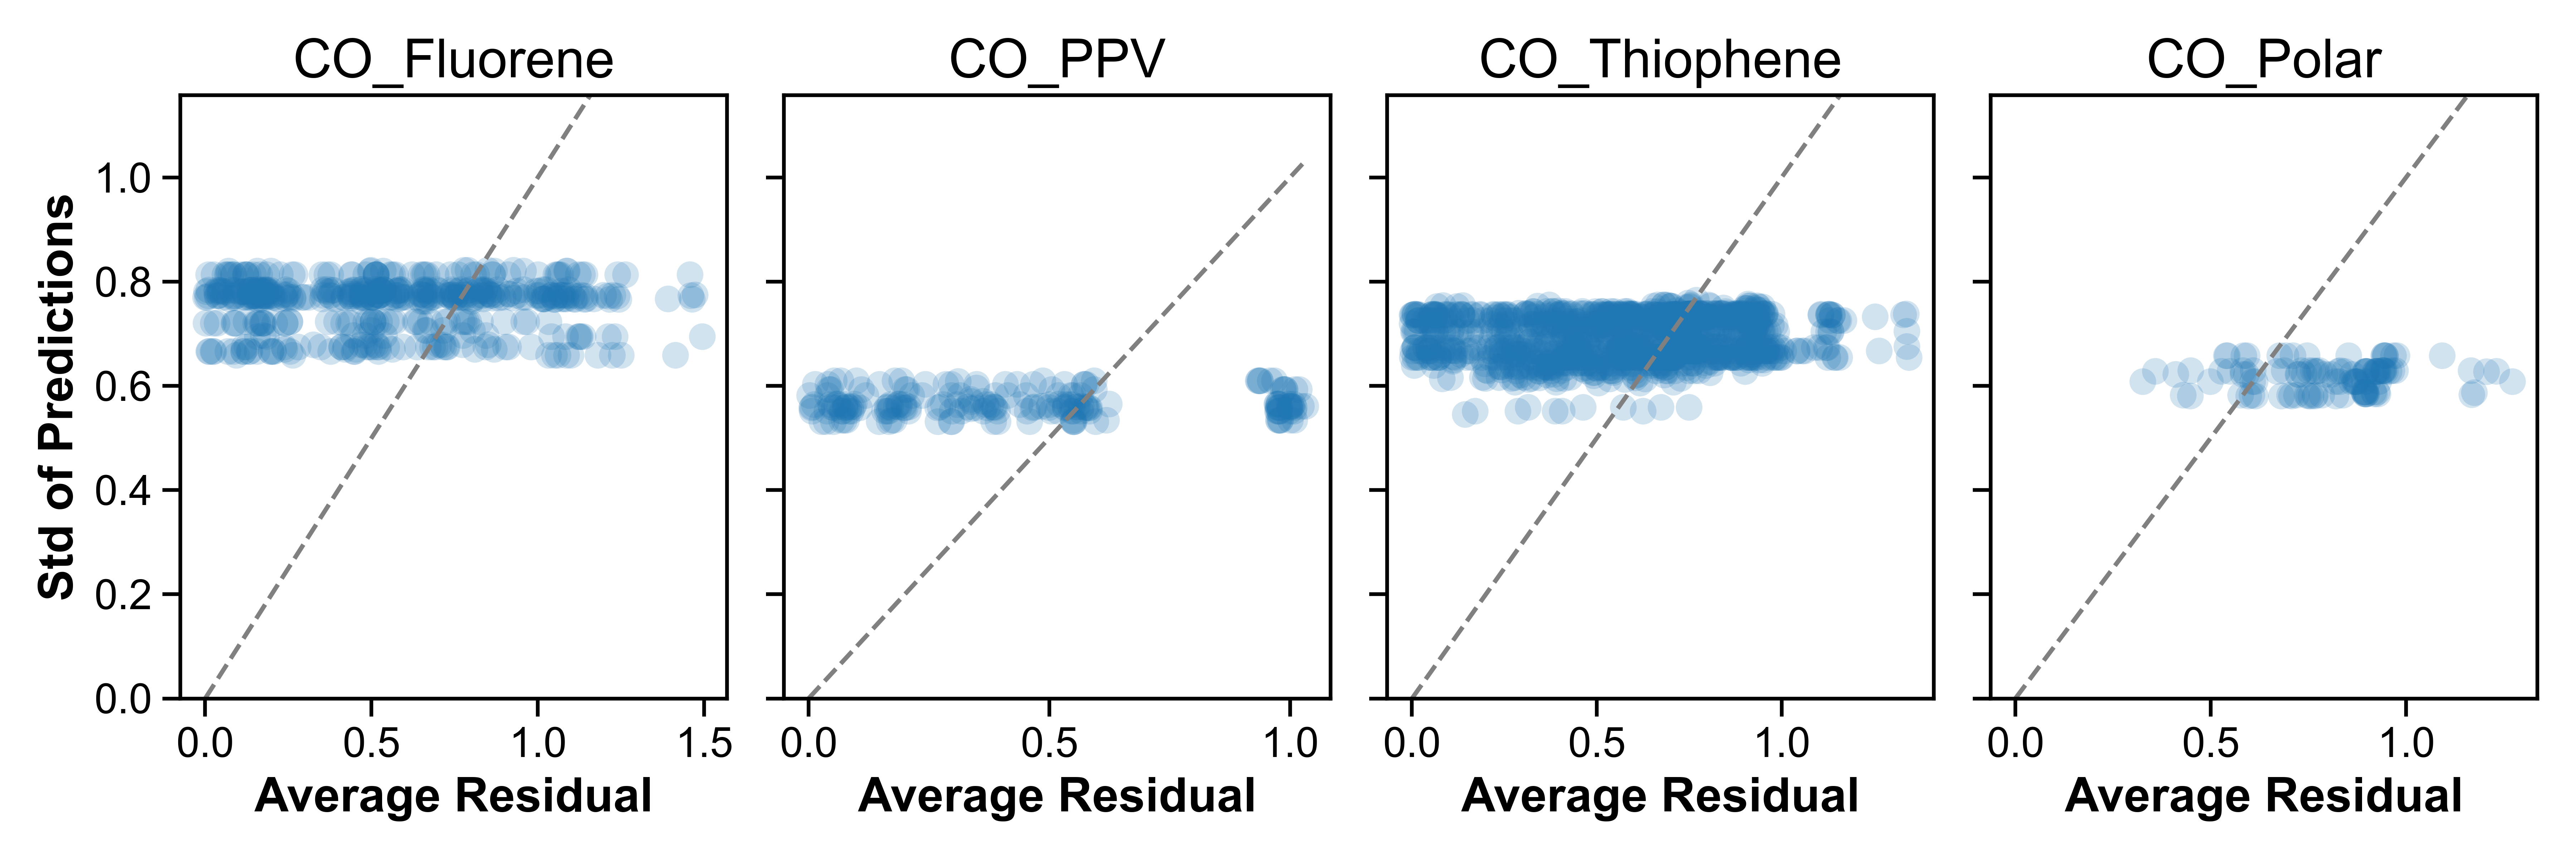 CO_Fluorene
CO_PPV
CO_Thiophene
CO_Polar
Std of Predictions
1.0
0.8
0.6
0.4
0.2
0.0
0.0 0.5 1.0 1.5
0.0 0.5 1.0
0.0 0.5 1.0
0.0 0.5 1.0
Average Residual
Average Residual
Average Residual
Average Residual